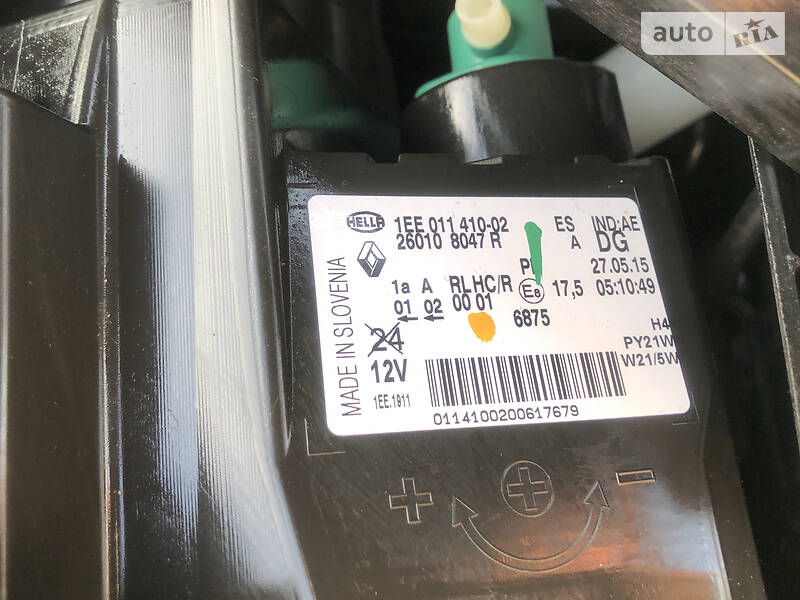 auto RIA
HELLA
1EE 011 410-02
26010 8047 R
ES
A
IND:AE
DG
27.05.15
05:10:49
1a A RLHC/R
01 02 00 01
E8
17,5
6875
24
12V
1EE.1911
MADE IN SLOVENIA
H4
PY21W
W21/5W
0114100200617679